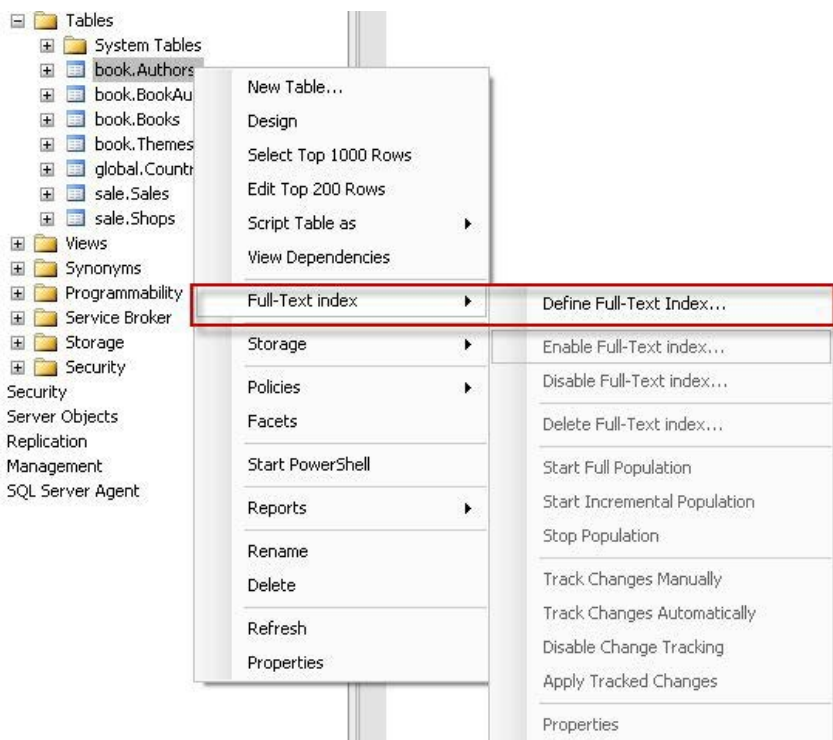 Tables
System Tables
book.Authors
book.BookAu
book.Books
book.Themes
global.Countr
sale.Sales
sale.Shops
Views
Synonyms
Programmability
Service Broker
Storage
Security
Security
Server Objects
Replication
Management
SQL Server Agent
New Table...
Design
Select Top 1000 Rows
Edit Top 200 Rows
Script Table as
View Dependencies
Full-Text index
Storage
Policies
Facets
Start PowerShell
Reports
Rename
Delete
Refresh
Properties
Define Full-Text Index...
Enable Full-Text index...
Disable Full-Text index...
Delete Full-Text index...
Start Full Population
Start Incremental Population
Stop Population
Track Changes Manually
Track Changes Automatically
Disable Change Tracking
Apply Tracked Changes
Properties